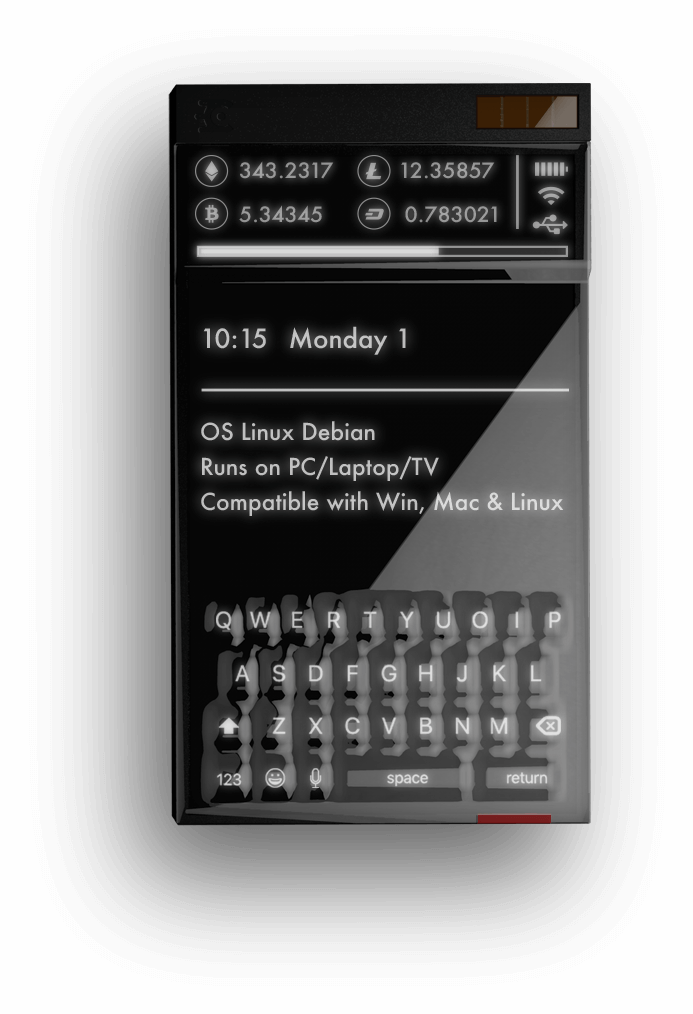 343.2317 12.35857
5.34345 0.783021
10:15 Monday 1
OS Linux Debian
Runs on PC/Laptop/TV
Compatible with Win, Mac & Linux
Q W E R T Y U O I P
A S D F G H J K L
Z X C V B N M
123 space return